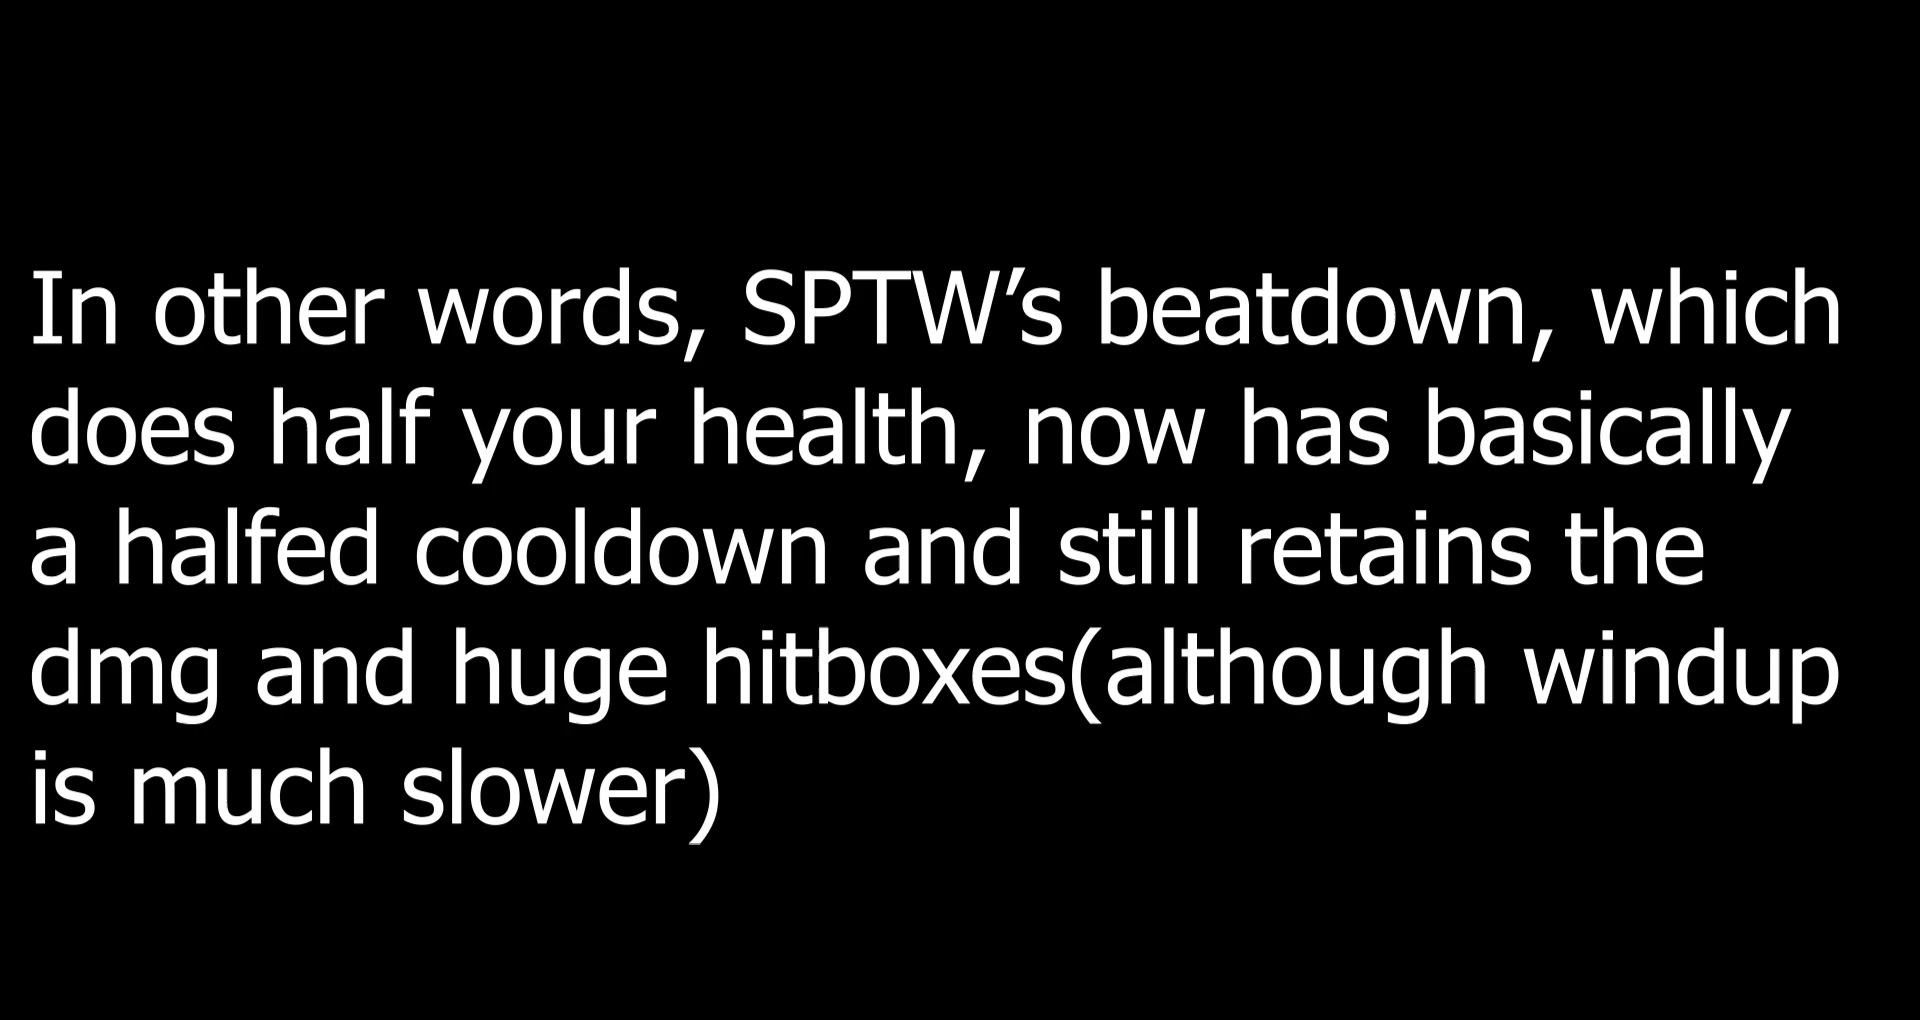 In other words, SPTW’s beatdown, which
does half your health, now has basically
a halfed cooldown and still retains the
dmg and huge hitboxes(although windup
is much slower)